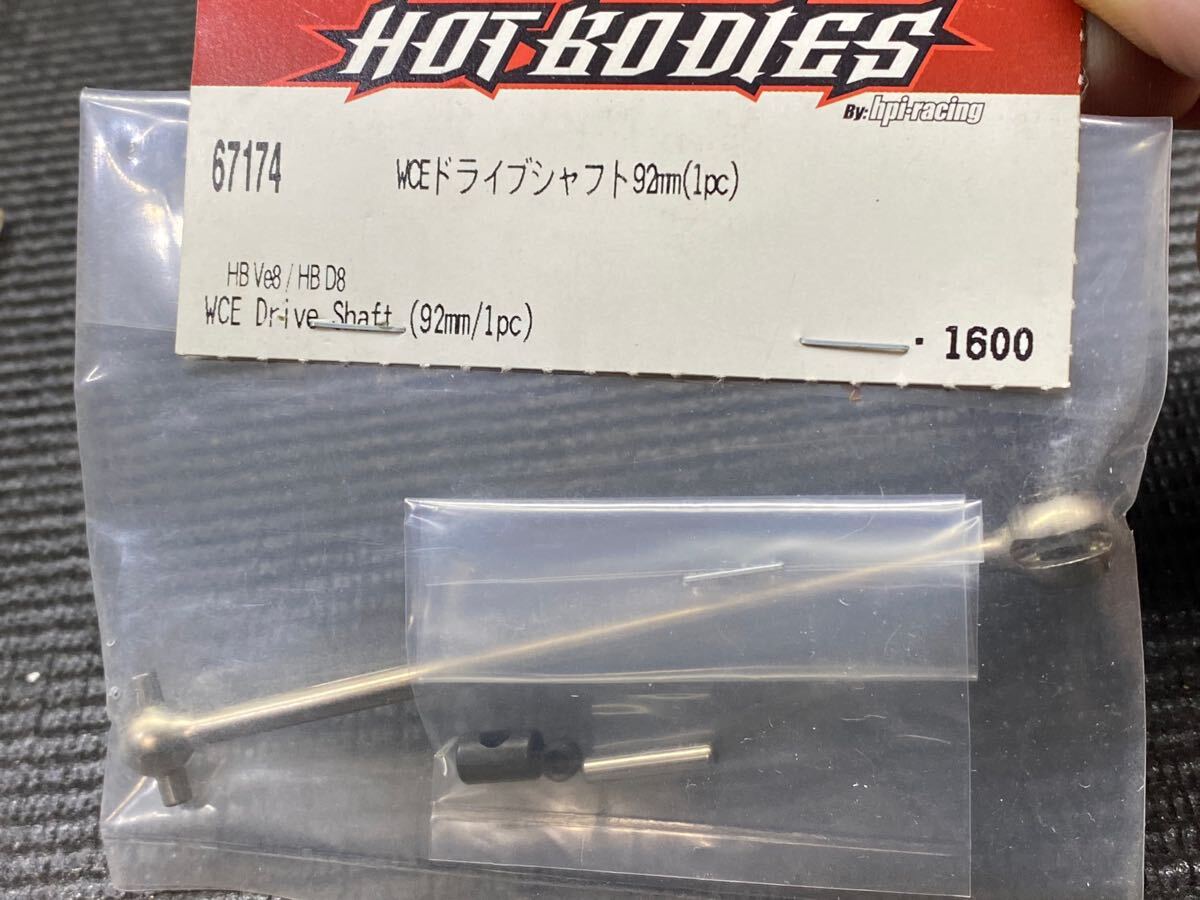 HOT BODIES
By: hpi-racing
67174 WCEドライブシャフト92mm(1pc)
HB Ve8 / HB D8
WCE Drive Shaft (92mm/1pc)
· 1600